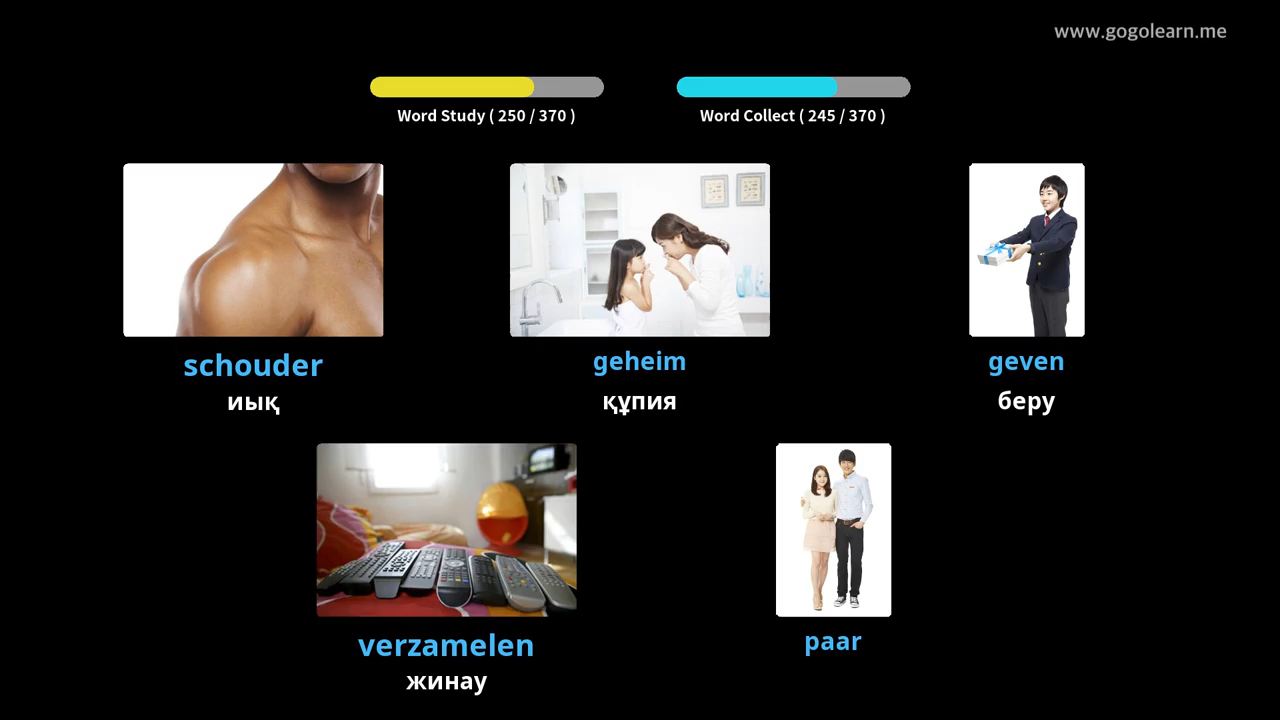 www.gogolearn.me
Word Study ( 250 / 370 )
Word Collect ( 245 / 370 )
schouder
иық
geheim
құпия
geven
беру
verzamelen
жинау
paar